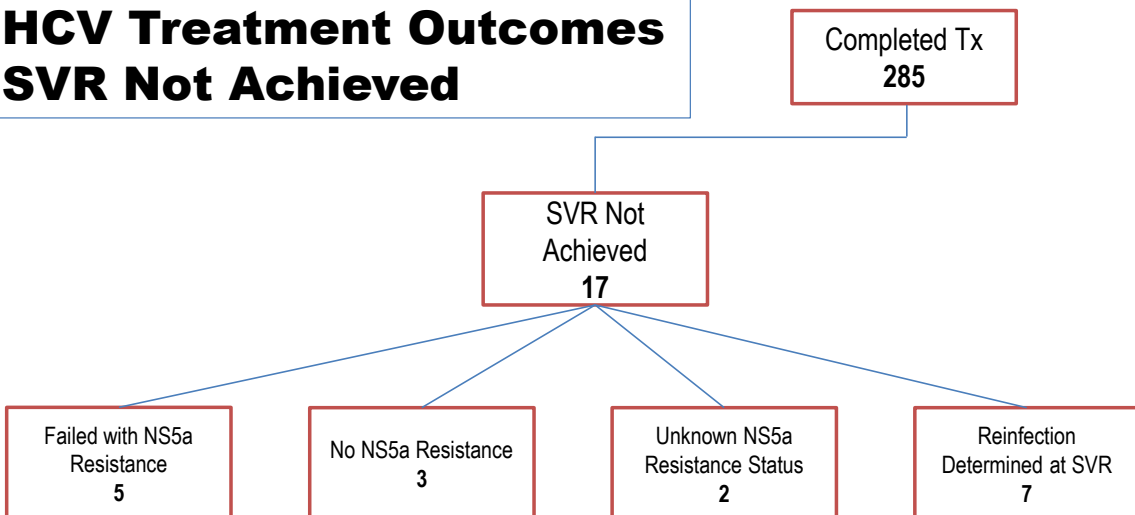 HCV Treatment Outcomes
SVR Not Achieved
Completed Tx
285
SVR Not
Achieved
17
Failed with NS5a
Resistance
5
No NS5a Resistance
3
Unknown NS5a
Resistance Status
2
Reinfection
Determined at SVR
7